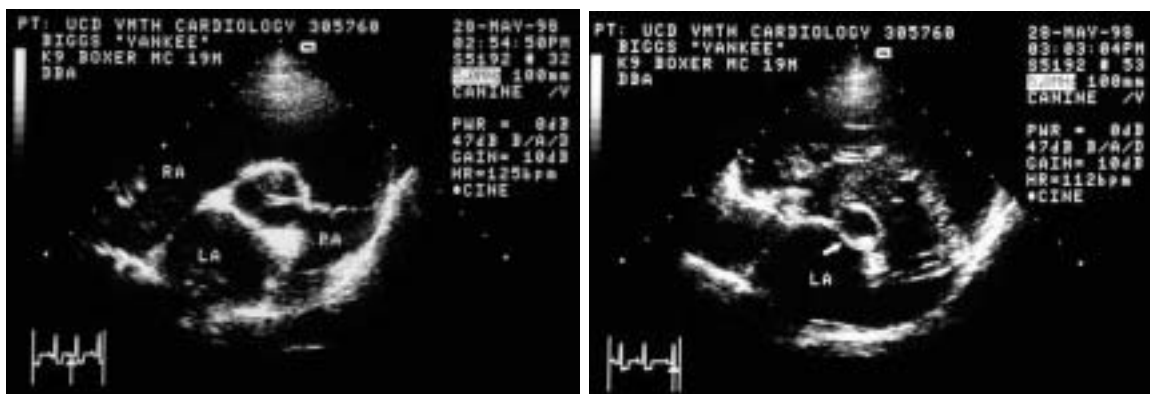 PT: UCD VMTH CARDIOLOGY 305760
BIGGS "YANKEE"
K9 BOXER MC 19M
DBA
20-MAY-98
02:54:50PM
S5192 # 32
100mm
CANINE /V
PWR = 0dB
47dB B/A/D
GAIN= 10dB
HR=125bpm
*CINE
RA
LA
PA
PT: UCD VMTH CARDIOLOGY 305760
BIGGS "YANKEE"
K9 BOXER MC 19M
DBA
28-MAY-98
03:03:04PM
S5192 # 53
100mm
CANINE /V
PWR = 0dB
47dB B/A/D
GAIN= 10dB
HR=112bpm
*CINE
LA